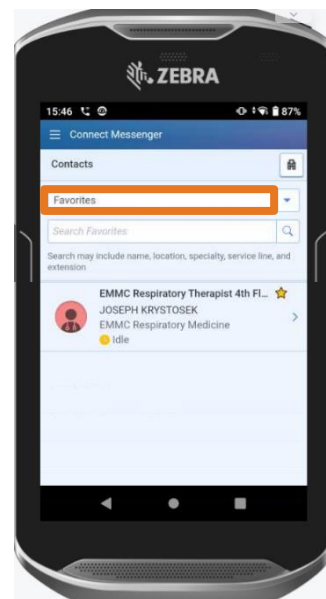 ZEBRA
15:46 87%
Connect Messenger
Contacts
Favorites
Search Favorites
Search may include name, location, specialty, service line, and
extension
EMMC Respiratory Therapist 4th Fl...
JOSEPH KRYSTOSEK
EMMC Respiratory Medicine
Idle